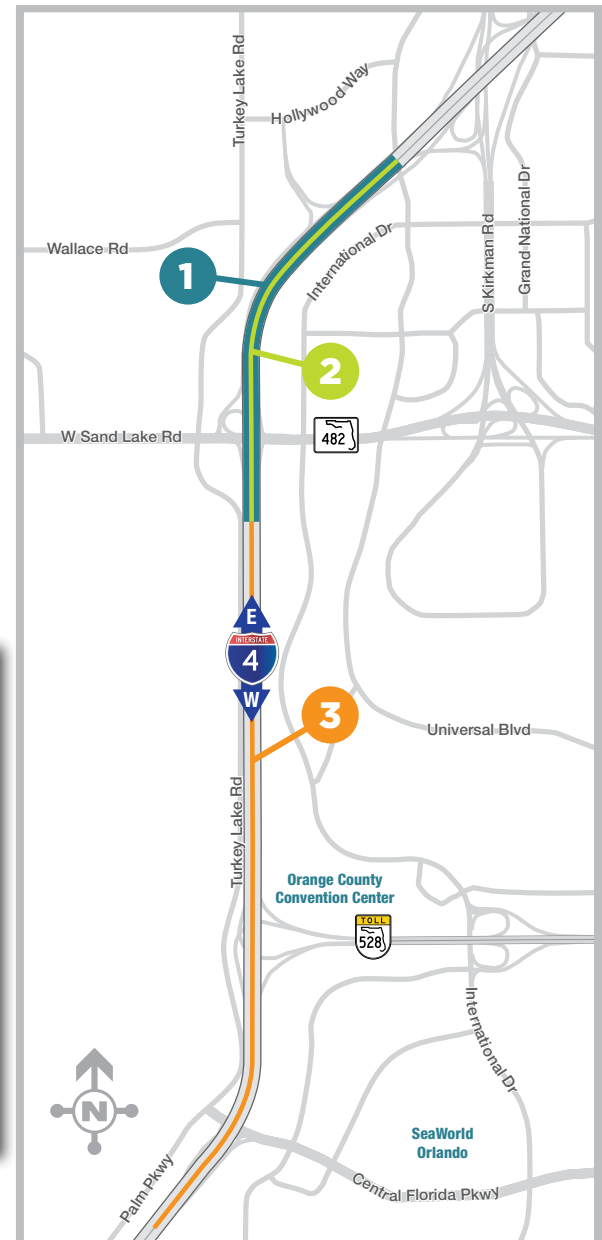 Turkey Lake Rd
Hollywood Way
Wallace Rd
International Dr
S Kirkman Rd
Grand National Dr
1
2
W Sand Lake Rd
482
E
INTERSTATE
4
W
3
Universal Blvd
Turkey Lake Rd
Orange County
Convention Center
TOLL
528
International Dr
N
SeaWorld
Orlando
Palm Pkwy
Central Florida Pkwy